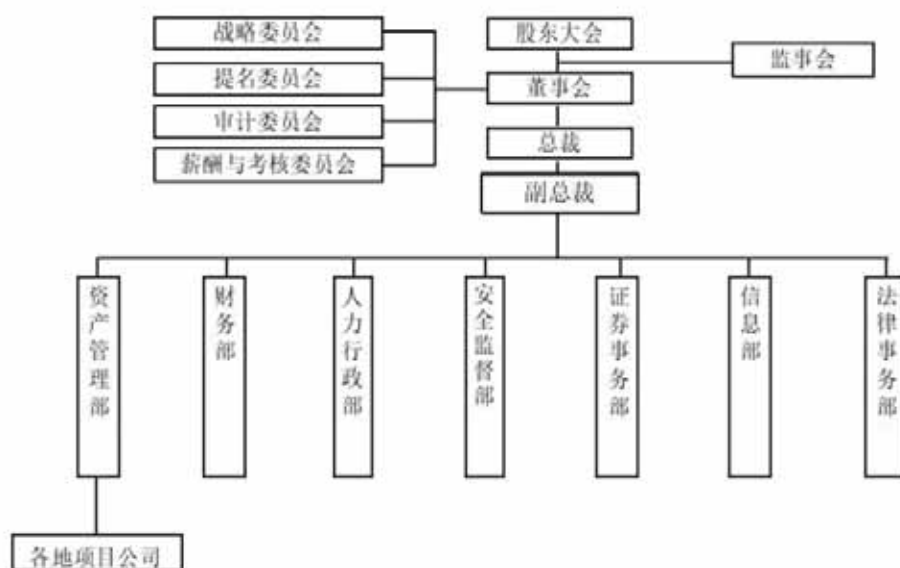 战略委员会
股东大会
监事会
提名委员会
董事会
审计委员会
总裁
薪酬与考核委员会
副总裁
资产管理部
财务部
人力行政部
安全监督部
证券事务部
信息部
法律事务部
各地项目公司